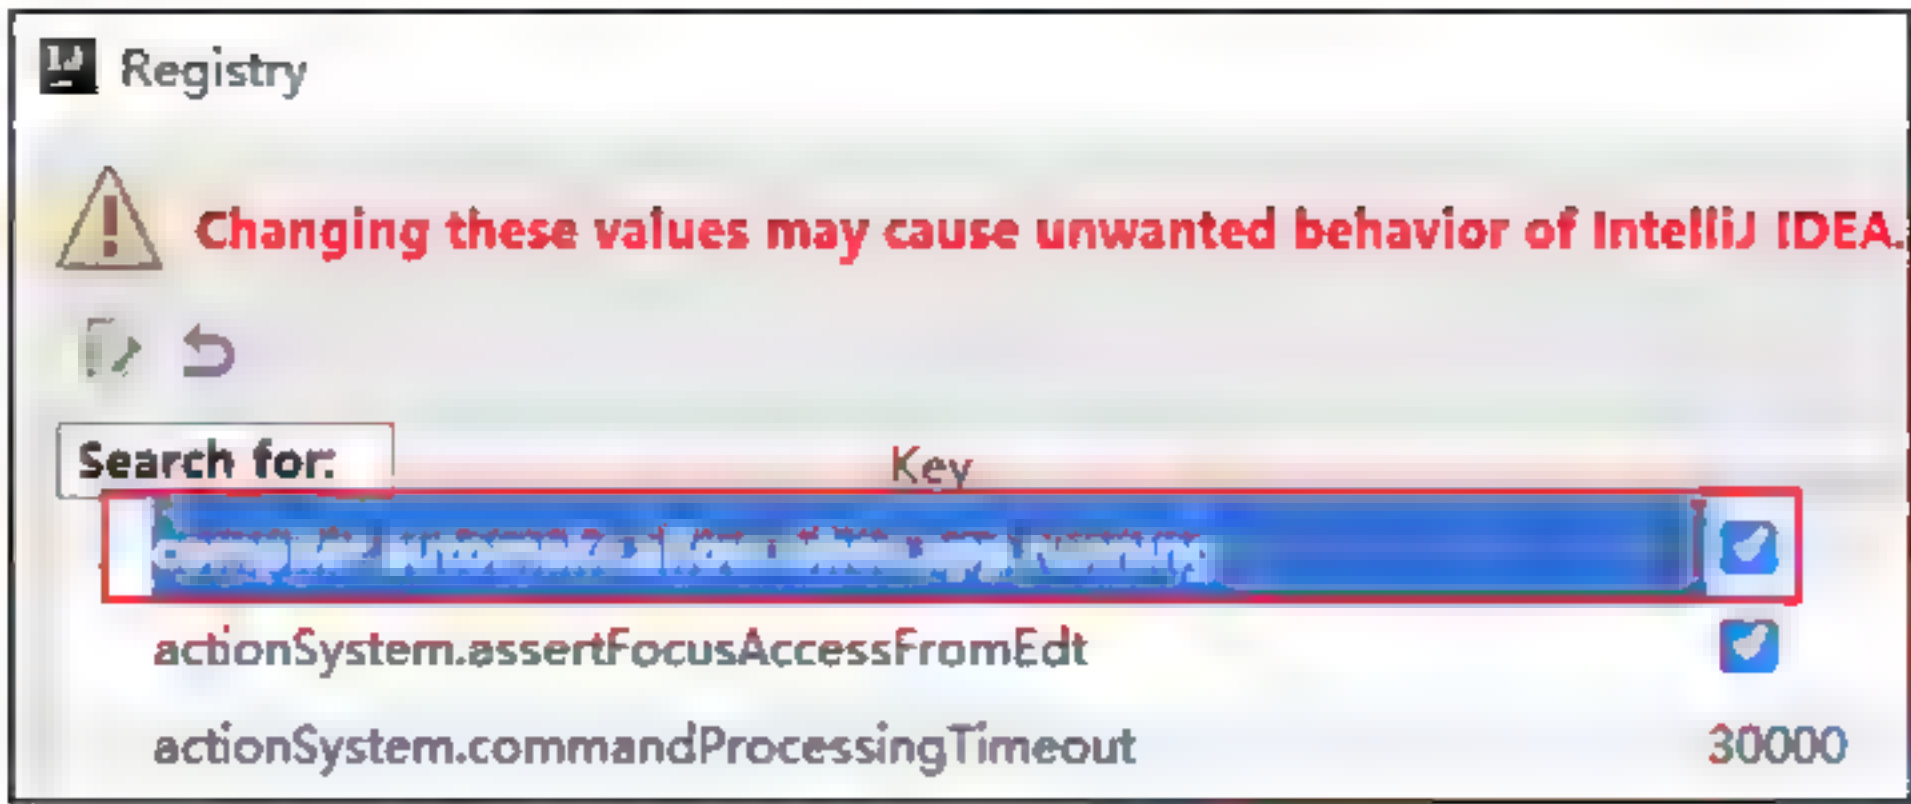 Registry
Changing these values may cause unwanted behavior of IntelliJ IDEA.
Search for:
Key
actionSystem.assertFocusAccessFromEdt
actionSystem.commandProcessingTimeout 30000